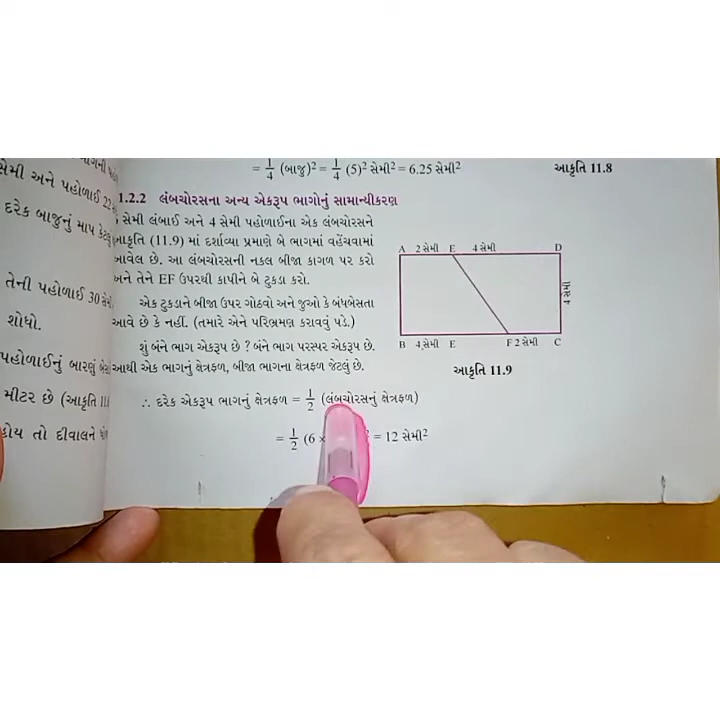 ભાગની
સેમી અને પહોળાઈ 22
દરેક બાજુનું માપ કેટલું
તેની પહોળાઈ 30 સેમી
શોધો.
પહોળાઈનું બારણું બેસા
મીટર છે (આકૃતિ 11.
હોય તો દીવાલને
= 1/4 (બાજુ)² = 1/4 (5)² સેમી² = 6.25 સેમી²
આકૃતિ 11.8
1.2.2 લંબચોરસના અન્ય એકરૂપ ભાગોનું સામાન્યીકરણ
સેમી લંબાઈ અને 4 સેમી પહોળાઈના એક લંબચોરસને
આકૃતિ (11.9) માં દર્શાવ્યા પ્રમાણે બે ભાગમાં વહેંચવામાં
આવેલ છે. આ લંબચોરસની નકલ બીજા કાગળ પર કરો
અને તેને EF ઉપરથી કાપીને બે ટુકડા કરો.
એક ટુકડાને બીજા ઉપર ગોઠવો અને જુઓ કે બંધબેસતા
આવે છે કે નહીં. (તમારે એને પરિભ્રમણ કરાવવું પડે.)
શું બંને ભાગ એકરૂપ છે ? બંને ભાગ પરસ્પર એકરૂપ છે.
આથી એક ભાગનું ક્ષેત્રફળ, બીજા ભાગના ક્ષેત્રફળ જેટલું છે.
∴ દરેક એકરૂપ ભાગનું ક્ષેત્રફળ = 1/2 (લંબચોરસનું ક્ષેત્રફળ)
= 1/2 (6 × = 12 સેમી²
A 2 સેમી E 4 સેમી D
4 સેમી
B 4 સેમી E F 2 સેમી C
આકૃતિ 11.9